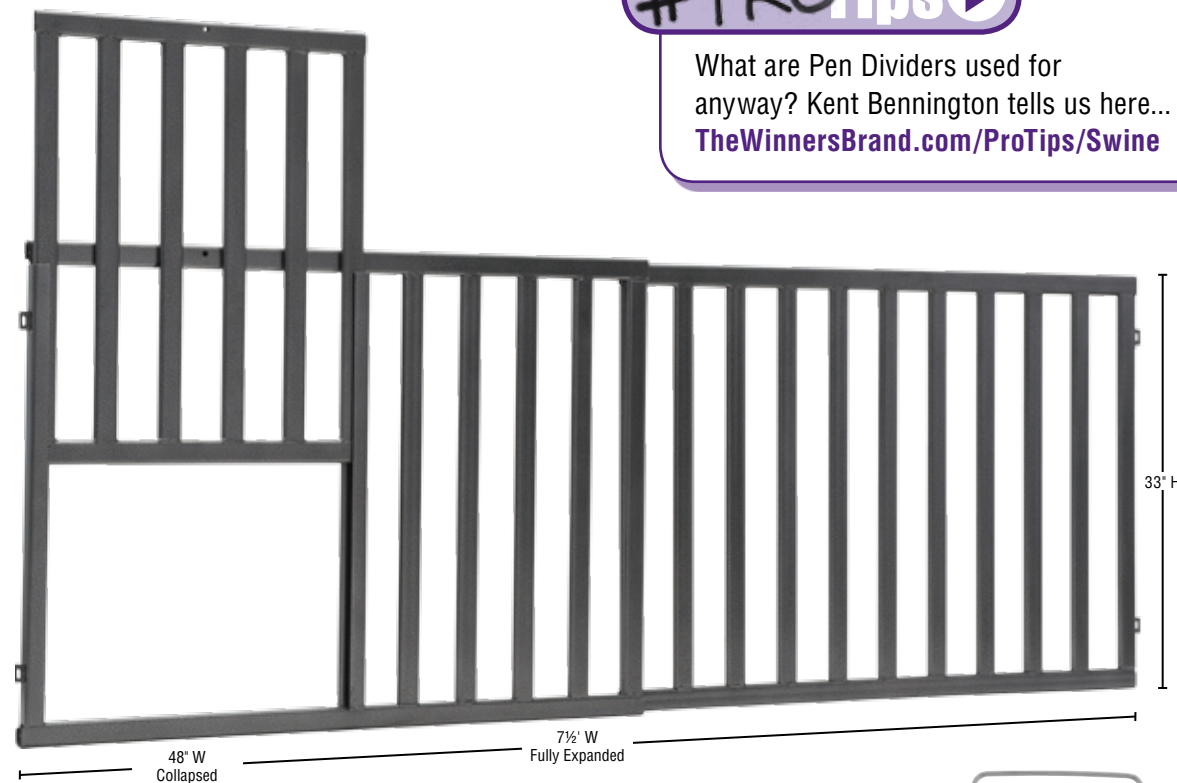 #PROTips
What are Pen Dividers used for
anyway? Kent Bennington tells us here...
TheWinnersBrand.com/ProTips/Swine
33" H
7½' W
Fully Expanded
48" W
Collapsed